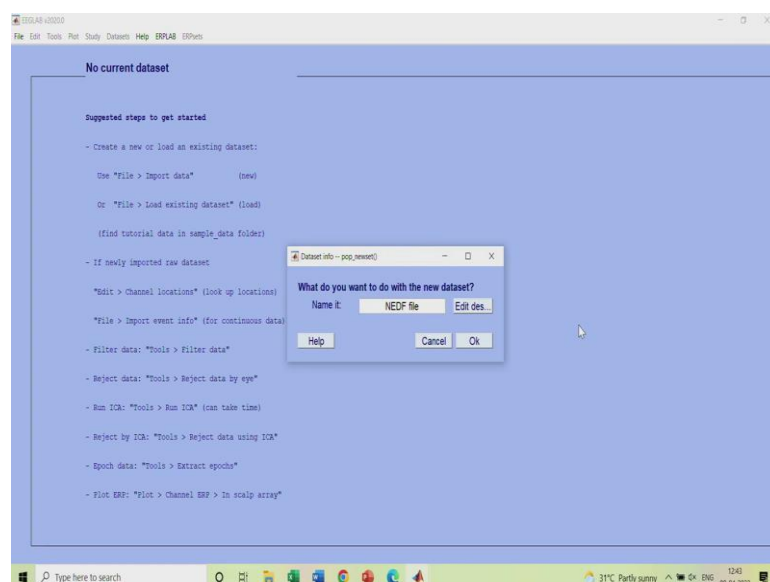 EEGLAB v2020.0
File Edit Tools Plot Study Datasets Help ERPLAB ERPsets
No current dataset
Suggested steps to get started
- Create a new or load an existing dataset:
Use "File > Import data" (new)
Or "File > Load existing dataset" (load)
(find tutorial data in sample_data folder)
- If newly imported raw dataset
"Edit > Channel locations" (look up locations)
"File > Import event info" (for continuous data)
- Filter data: "Tools > Filter data"
- Reject data: "Tools > Reject data by eye"
- Run ICA: "Tools > Run ICA" (can take time)
- Reject by ICA: "Tools > Reject data using ICA"
- Epoch data: "Tools > Extract epochs"
- Plot ERP: "Plot > Channel ERP > In scalp array"
Dataset info -- pop_newset()
What do you want to do with the new dataset?
Name it: NEDF file Edit des...
Help Cancel Ok
Type here to search
31°C Partly sunny ENG
12:43